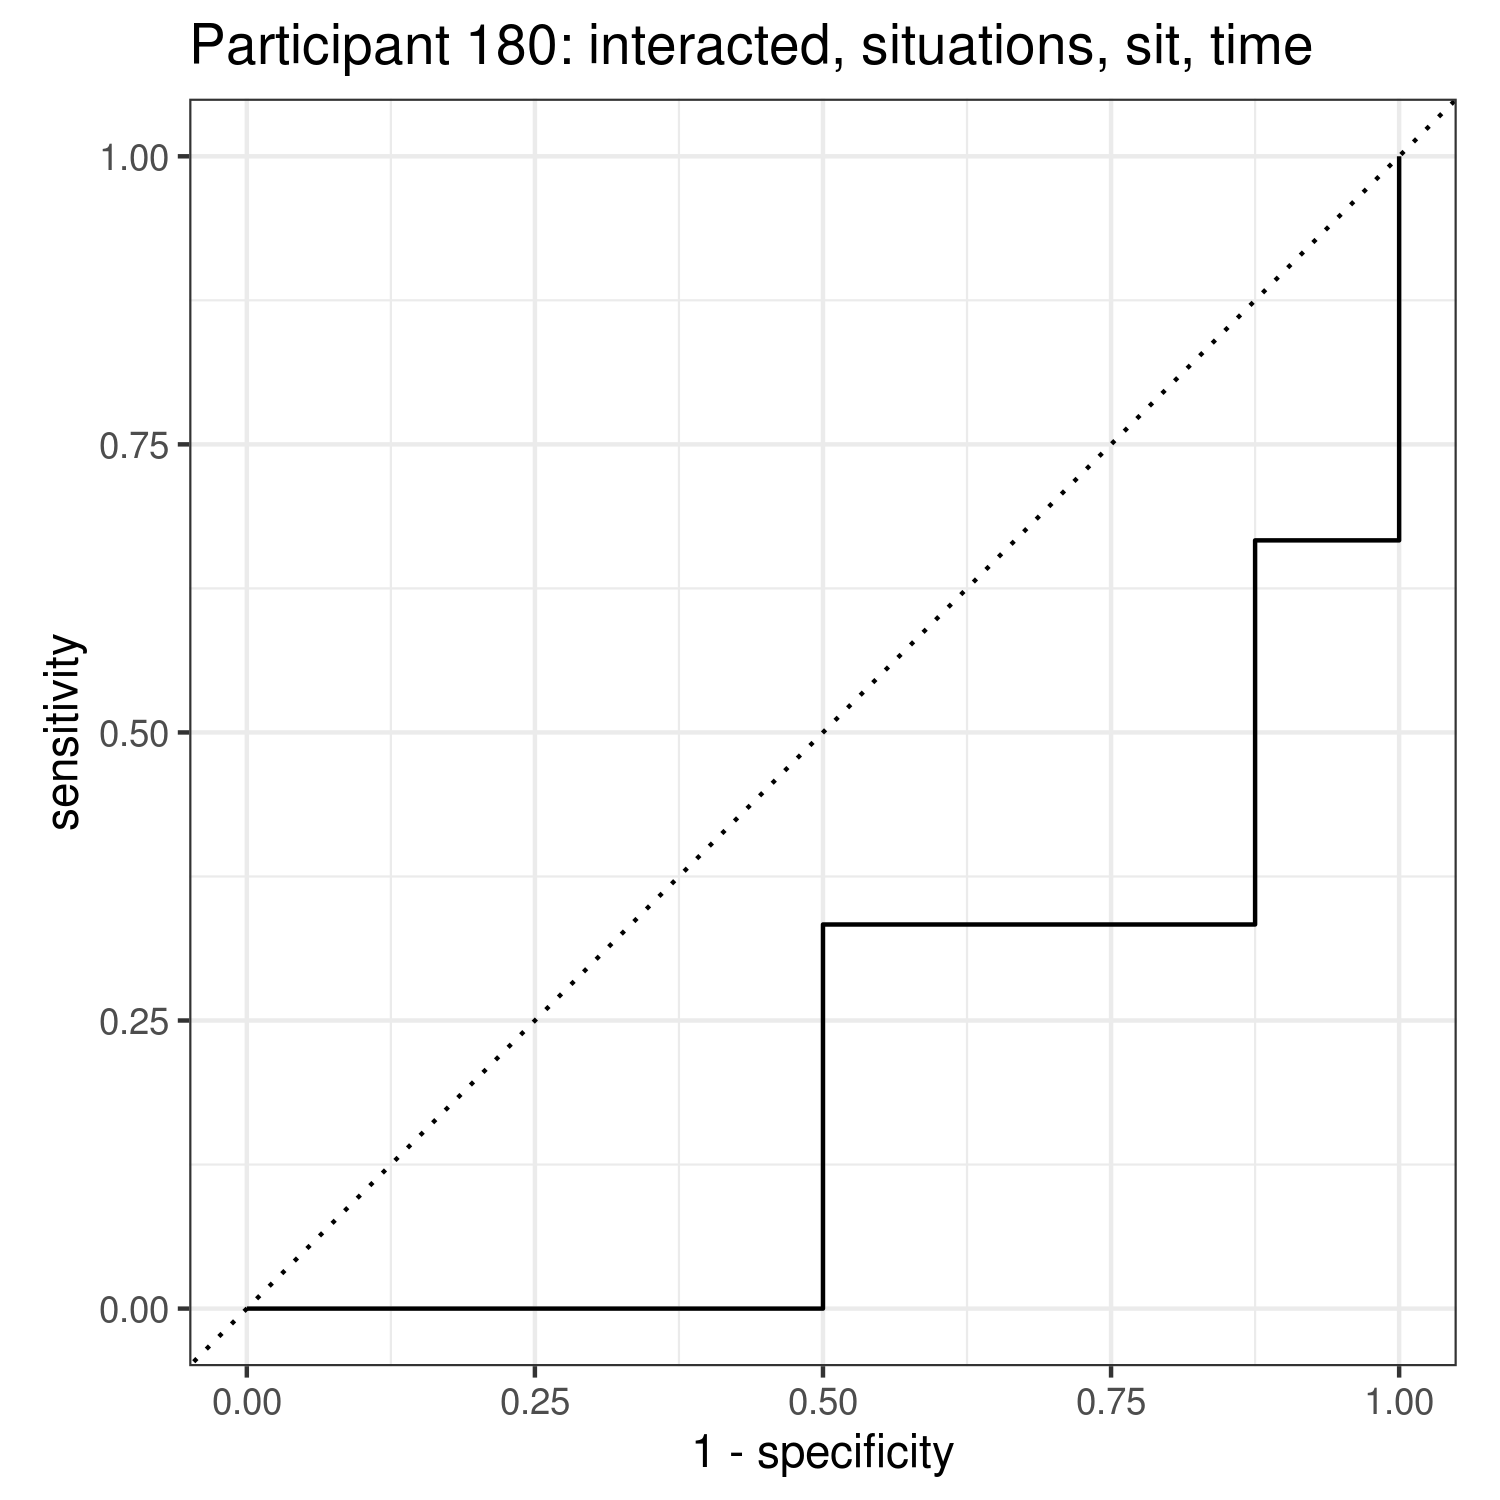 Participant 180: interacted, situations, sit, time
1.00
0.75
0.50
0.25
0.00
sensitivity
0.00 0.25 0.50 0.75 1.00
1 - specificity